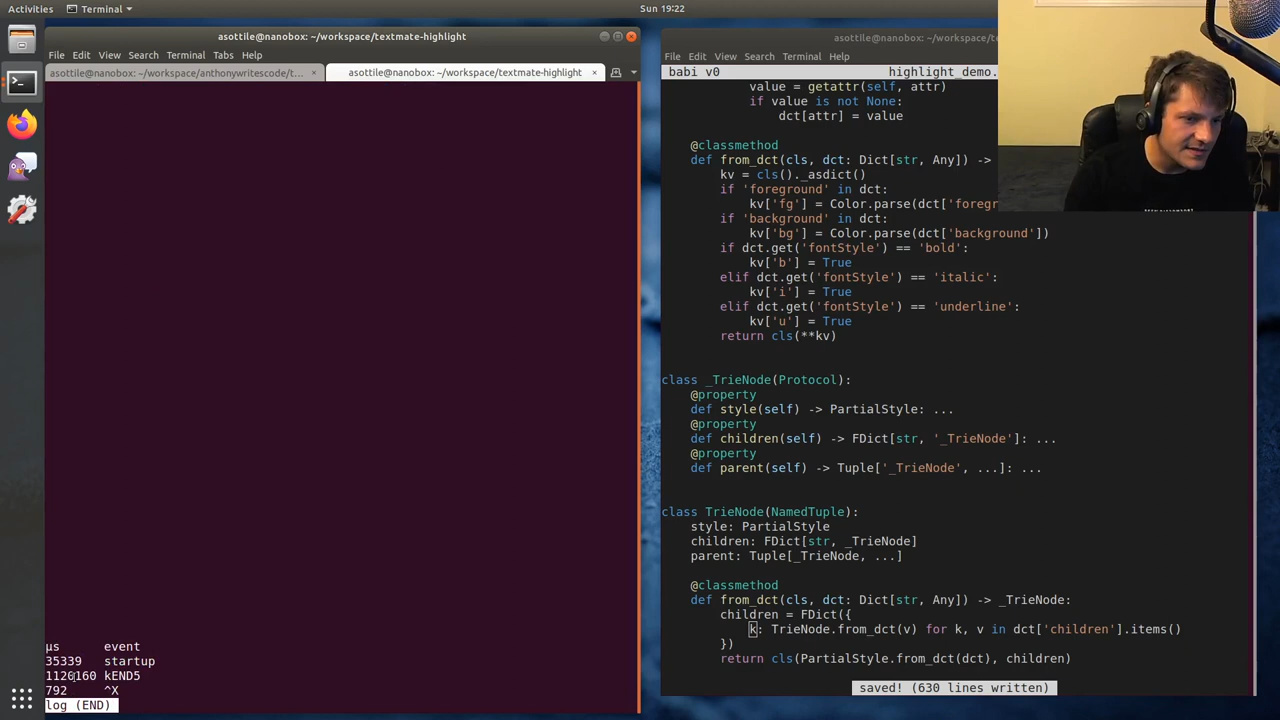 Activities
Terminal
Sun 19:22
asottile@nanobox: ~/workspace/textmate-highlight
File Edit View Search Terminal Tabs Help
asottile@nanobox: ~/workspace/anthonywritescode/t...
asottile@nanobox: ~/workspace/textmate-highlight
µs event
35339 startup
1126160 kEND5
792 ^X
log (END)
asottile@nanobox: ~/workspace/t
File Edit View Search Terminal Help
babi v0 highlight_demo.
value = getattr(self, attr)
if value is not None:
dct[attr] = value
@classmethod
def from_dct(cls, dct: Dict[str, Any]) ->
kv = cls()._asdict()
if 'foreground' in dct:
kv['fg'] = Color.parse(dct['foreg
if 'background' in dct:
kv['bg'] = Color.parse(dct['background'])
if dct.get('fontStyle') == 'bold':
kv['b'] = True
elif dct.get('fontStyle') == 'italic':
kv['i'] = True
elif dct.get('fontStyle') == 'underline':
kv['u'] = True
return cls(**kv)
class _TrieNode(Protocol):
@property
def style(self) -> PartialStyle: ...
@property
def children(self) -> FDict[str, '_TrieNode']: ...
@property
def parent(self) -> Tuple['_TrieNode', ...]: ...
class TrieNode(NamedTuple):
style: PartialStyle
children: FDict[str, _TrieNode]
parent: Tuple[_TrieNode, ...]
@classmethod
def from_dct(cls, dct: Dict[str, Any]) -> _TrieNode:
children = FDict({
k: TrieNode.from_dct(v) for k, v in dct['children'].items()
})
return cls(PartialStyle.from_dct(dct), children)
saved! (630 lines written)